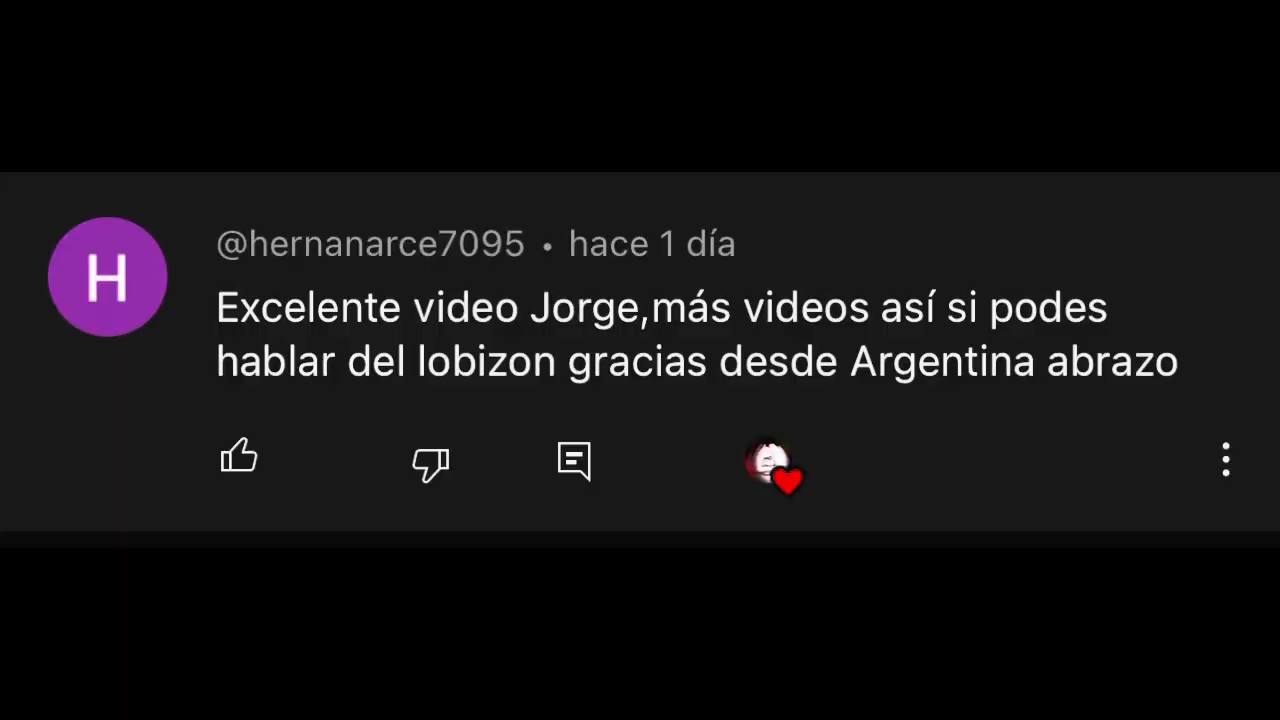 H
@hernanarce7095 • hace 1 día
Excelente video Jorge,más videos así si podes
hablar del lobizon gracias desde Argentina abrazo